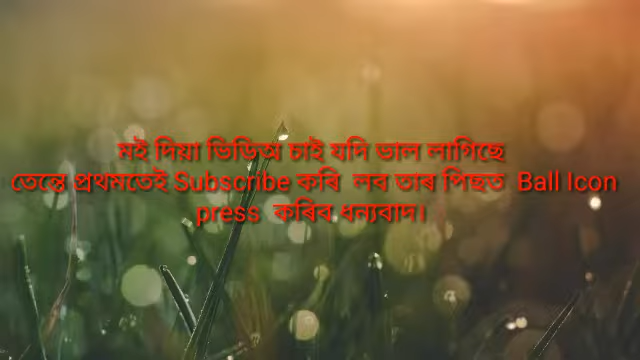 মই দিয়া ভিডিঅ চাই যদি ভাল লাগিছে
তেন্তে প্ৰথমতেই Subscribe কৰি লব তাৰ পিছত Ball Icon
press কৰিব.ধন্যবাদ।